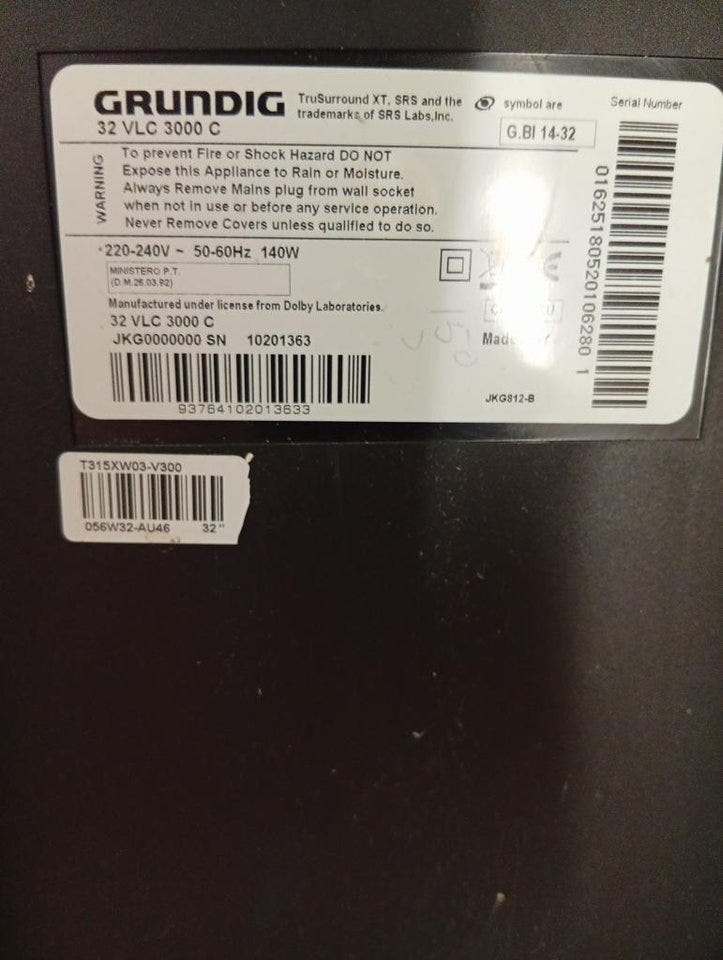 GRUNDIG
32 VLC 3000 C
TruSurround XT, SRS and the symbol are
trademarks of SRS Labs,Inc.
G.BI 14-32
Serial Number
WARNING
To prevent Fire or Shock Hazard DO NOT
Expose this Appliance to Rain or Moisture.
Always Remove Mains plug from wall socket
when not in use or before any service operation.
Never Remove Covers unless qualified to do so.
220-240V ~ 50-60Hz 140W
MINISTERO P.T.
(D.M.26.03.92)
Manufactured under license from Dolby Laboratories.
32 VLC 3000 C
JKG0000000 SN 10201363
93764102013633
150
JKG812-B
01625180520106280 1
T315XW03-V300
056W32-AU46 32"